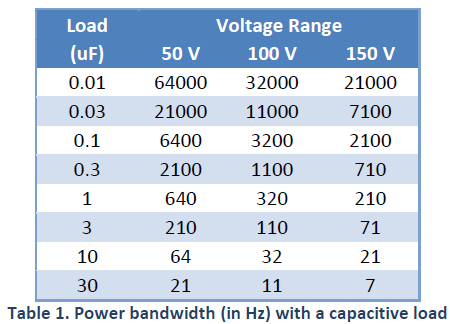 Load Voltage Range
(uF) 50 V 100 V 150 V
0.01 64000 32000 21000
0.03 21000 11000 7100
0.1 6400 3200 2100
0.3 2100 1100 710
1 640 320 210
3 210 110 71
10 64 32 21
30 21 11 7
Table 1. Power bandwidth (in Hz) with a capacitive load